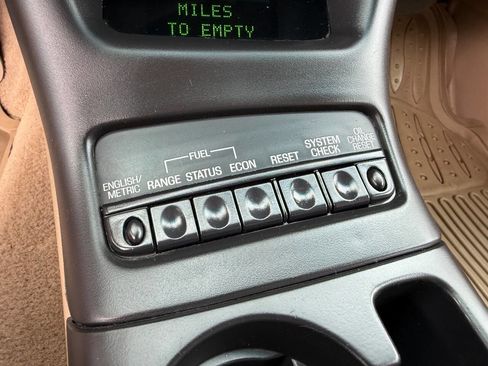 MILES
TO EMPTY
FUEL
ENGLISH/
METRIC
RANGE
STATUS
ECON
RESET
SYSTEM
CHECK
OIL
CHANGE
RESET